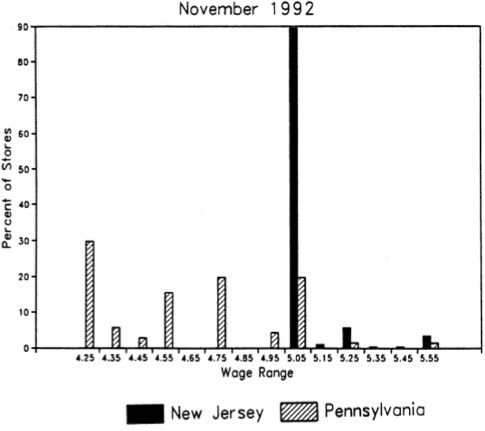 November 1992
Percent of Stores
90
80
70
60
50
40
30
20
10
0
4.25 4.35 4.45 4.55 4.65 4.75 4.85 4.95 5.05 5.15 5.25 5.35 5.45 5.55
Wage Range
New Jersey Pennsylvania